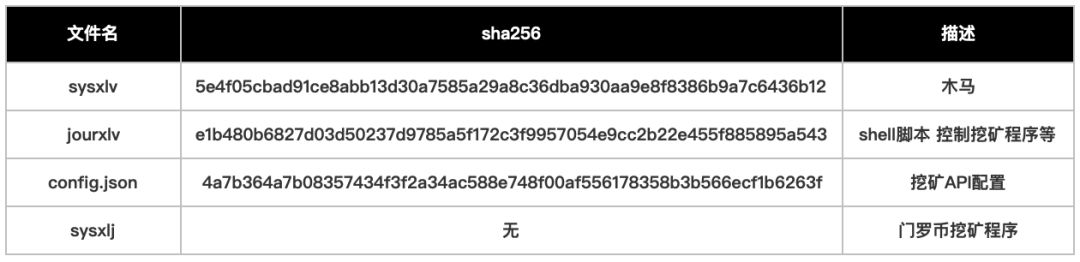 文件名 sha256 描述
sysxlv 5e4f05cbad91ce8abb13d30a7585a29a8c36dba930aa9e8f8386b9a7c6436b12 木马
jourxlv e1b480b6827d03d50237d9785a5f172c3f9957054e9cc2b22e455f885895a543 shell脚本 控制挖矿程序等
config.json 4a7b364a7b08357434f3f2a34ac588e748f00af556178358b3b566ecf1b6263f 挖矿API配置
sysxlj 无 门罗币挖矿程序